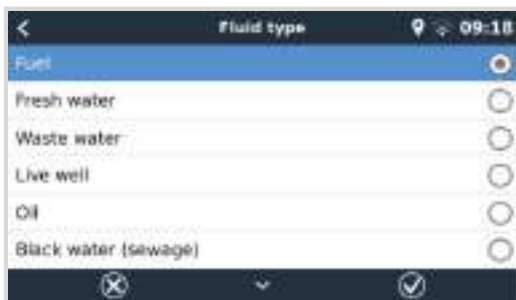 Fluid type 09:18
Fuel
Fresh water
Waste water
Live well
Oil
Black water (sewage)